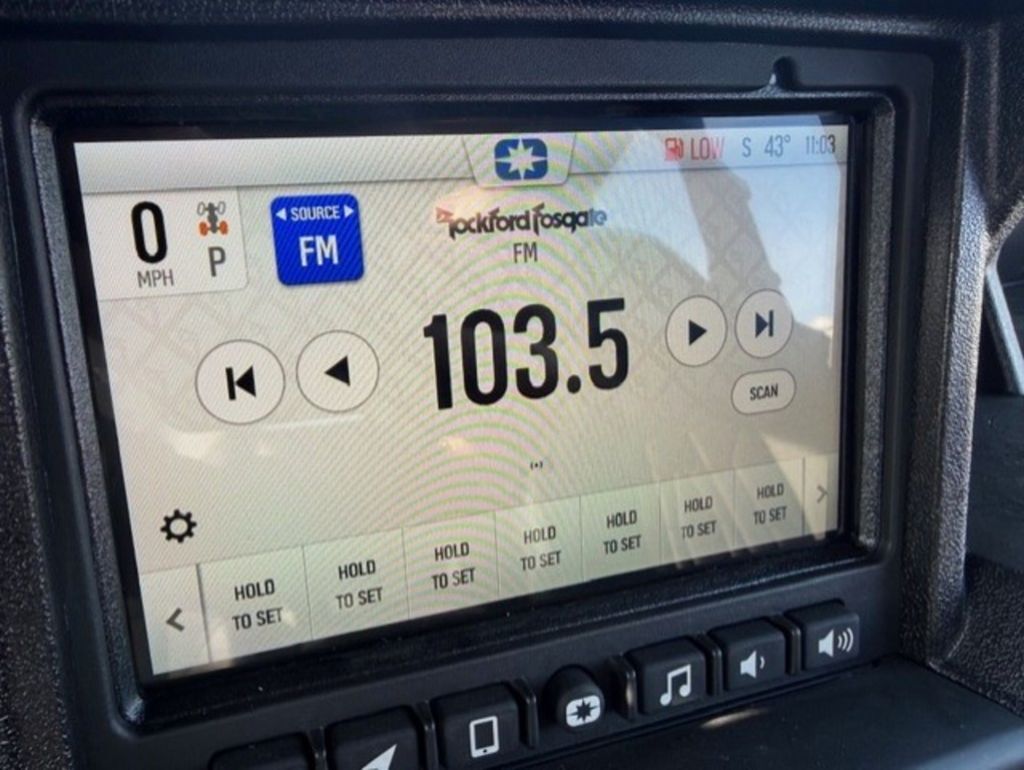 LOW S 43° 11:03
0
MPH
P
SOURCE
FM
Rockford Fosgate
FM
103.5
SCAN
HOLD TO SET
HOLD TO SET
HOLD TO SET
HOLD TO SET
HOLD TO SET
HOLD TO SET
HOLD TO SET